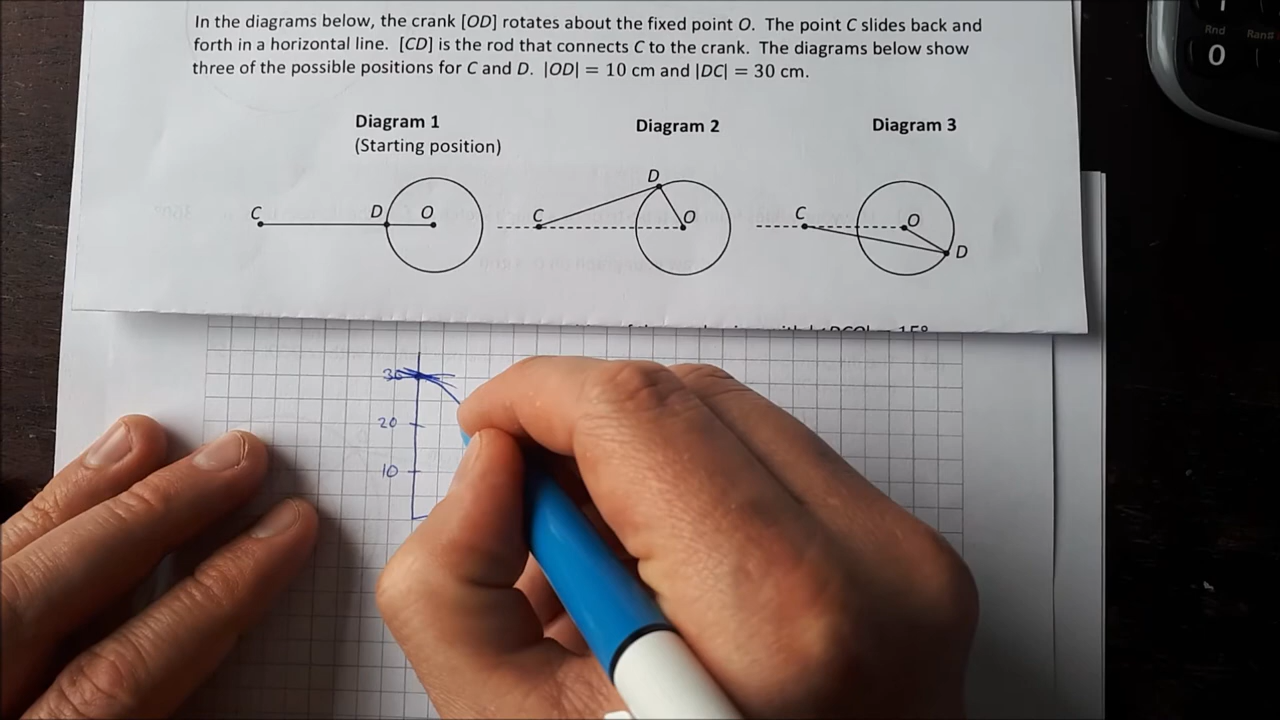 In the diagrams below, the crank [OD] rotates about the fixed point O. The point C slides back and
forth in a horizontal line. [CD] is the rod that connects C to the crank. The diagrams below show
three of the possible positions for C and D. |OD| = 10 cm and |DC| = 30 cm.
Diagram 1
(Starting position)
Diagram 2
Diagram 3
C D O
C D O
C O D
30
20
10
Rnd Ran#
0